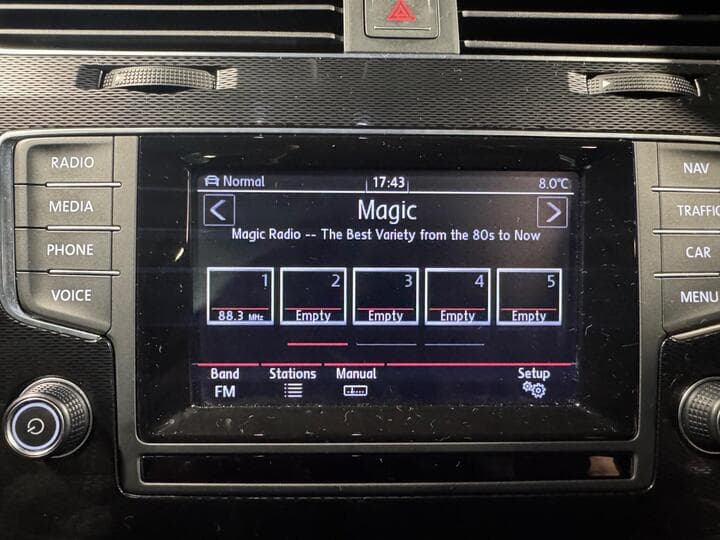 RADIO
MEDIA
PHONE
VOICE
Normal 17:43 8.0°C
Magic
Magic Radio -- The Best Variety from the 80s to Now
1 2 3 4 5
88.3 MHz Empty Empty Empty Empty
Band Stations Manual Setup
FM
NAV
TRAFFIC
CAR
MENU